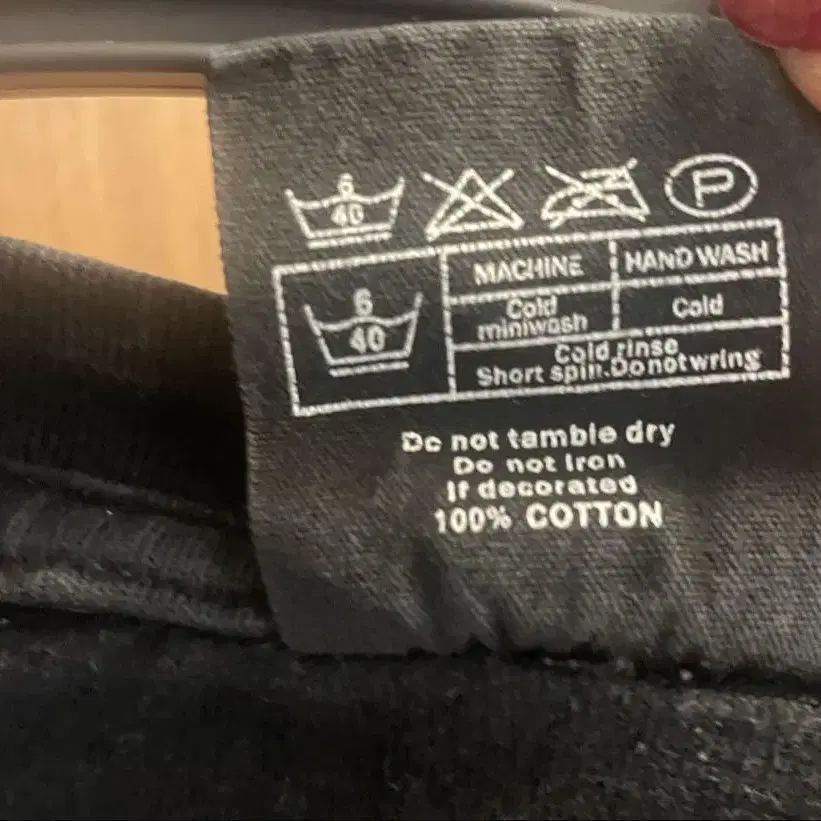 6
40
P
MACHINE HAND WASH
6
40
Cold
miniwash
Cold
Cold rinse
Short spin.Donotwring
Do not tambie dry
Do not Iron
If decorated
100% COTTON